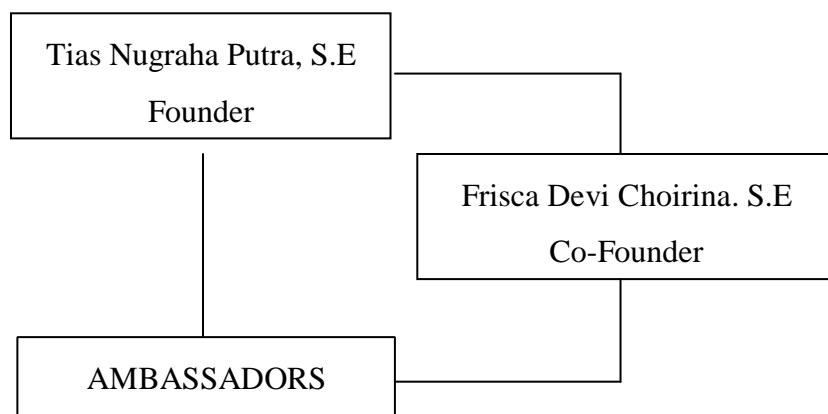 Tias Nugraha Putra, S.E
Founder
Frisca Devi Choirina. S.E
Co-Founder
AMBASSADORS